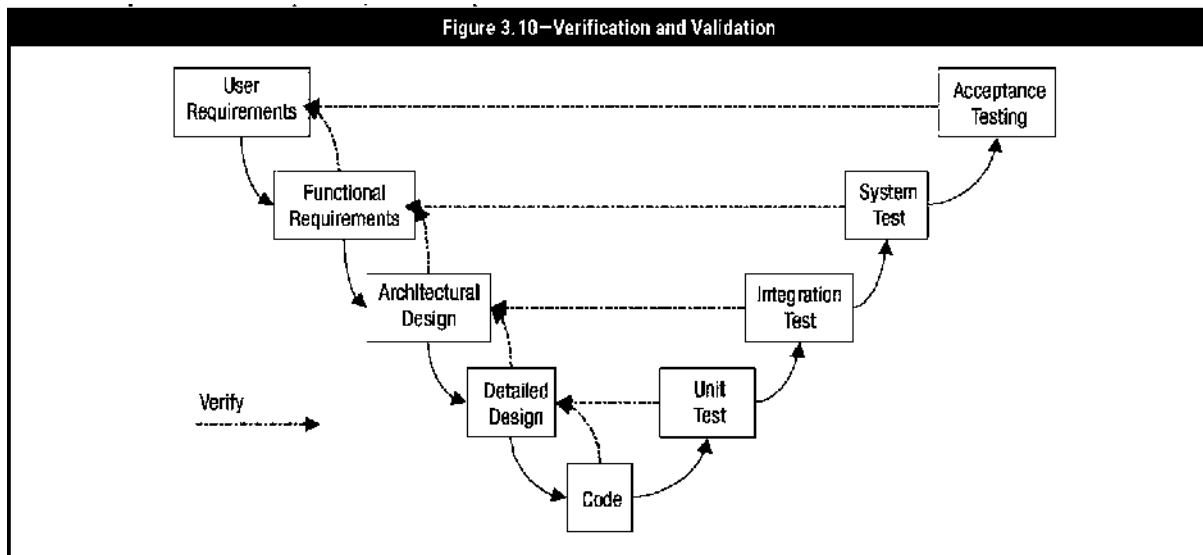 Figure 3.10—Verification and Validation
User
Requirements
Acceptance
Testing
Functional
Requirements
System
Test
Architectural
Design
Integration
Test
Detailed
Design
Unit
Test
Verify
Code